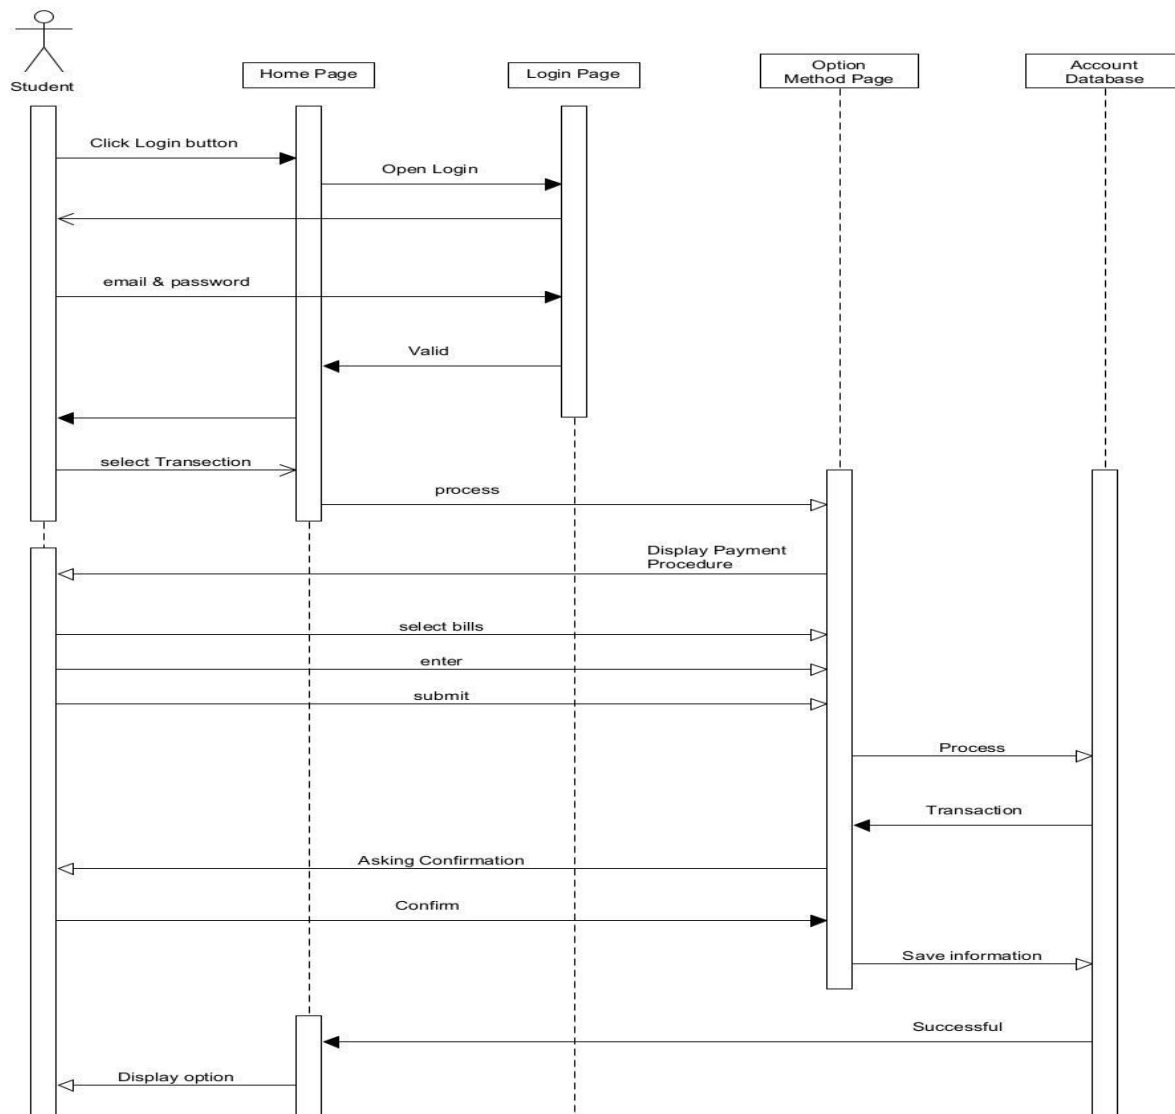 Student
Home Page
Login Page
Option
Method Page
Account
Database
Click Login button
Open Login
email & password
Valid
select Transection
process
Display Payment
Procedure
select bills
enter
submit
Process
Transaction
Asking Confirmation
Confirm
Save information
Successful
Display option